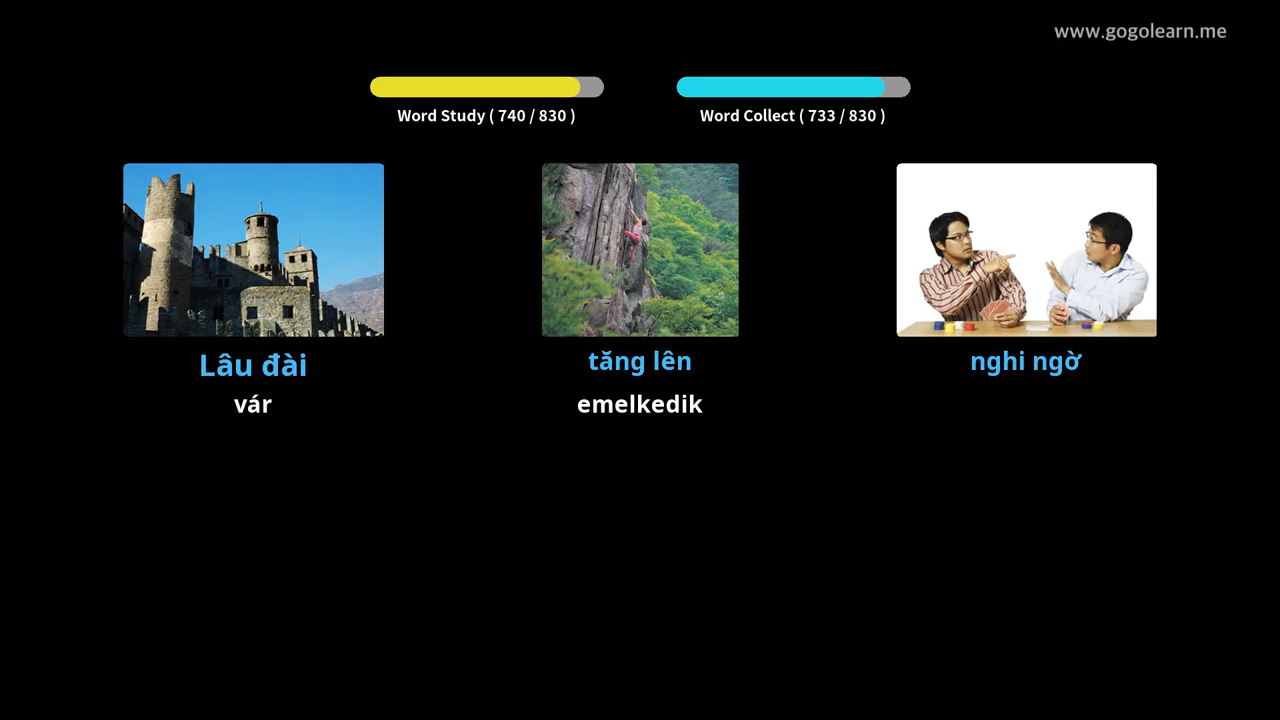 www.gogolearn.me
Word Study ( 740 / 830 )
Word Collect ( 733 / 830 )
Lâu đài
vár
tăng lên
emelkedik
nghi ngờ